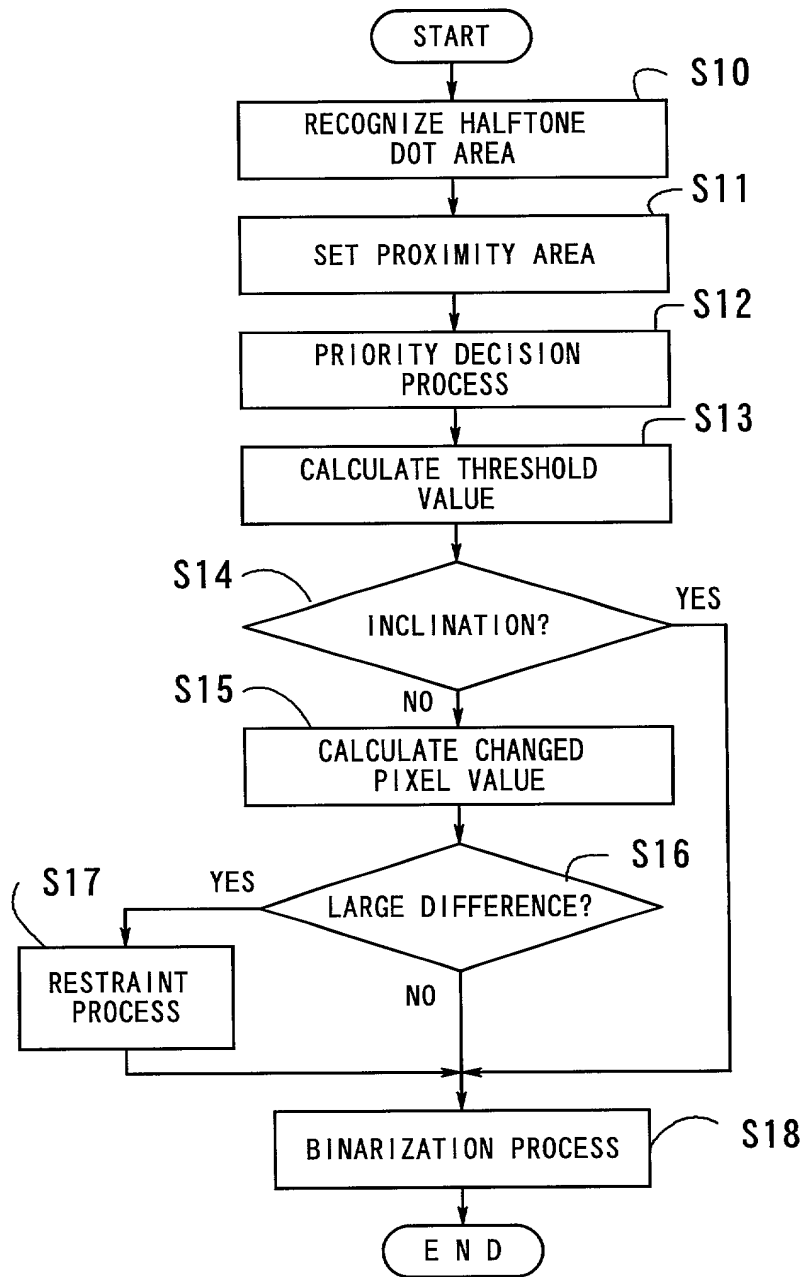 START
S10
RECOGNIZE HALFTONE
DOT AREA
S11
SET PROXIMITY AREA
S12
PRIORITY DECISION
PROCESS
S13
CALCULATE THRESHOLD
VALUE
S14
INCLINATION?
YES
NO
S15
CALCULATE CHANGED
PIXEL VALUE
S16
LARGE DIFFERENCE?
YES
NO
S17
RESTRAINT
PROCESS
BINARIZATION PROCESS
S18
END